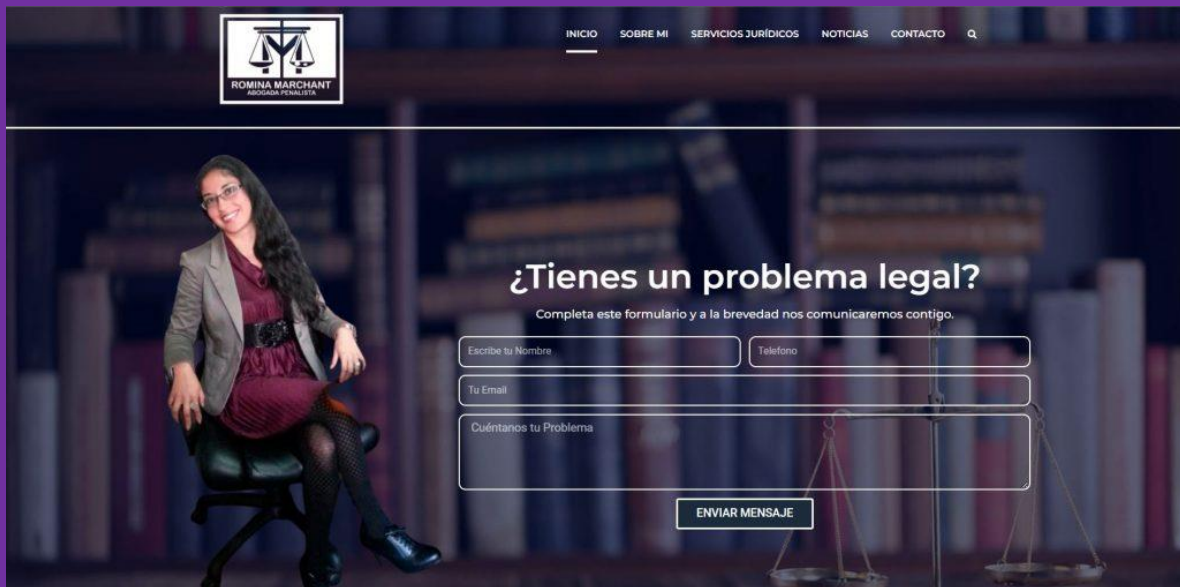 ROMINA MARCHANT
ABOGADA PENALISTA
INICIO SOBRE MI SERVICIOS JURÍDICOS NOTICIAS CONTACTO
¿Tienes un problema legal?
Completa este formulario y a la brevedad nos comunicaremos contigo.
Escribe tu Nombre Telefono
Tu Email
Cuéntanos tu Problema
ENVIAR MENSAJE